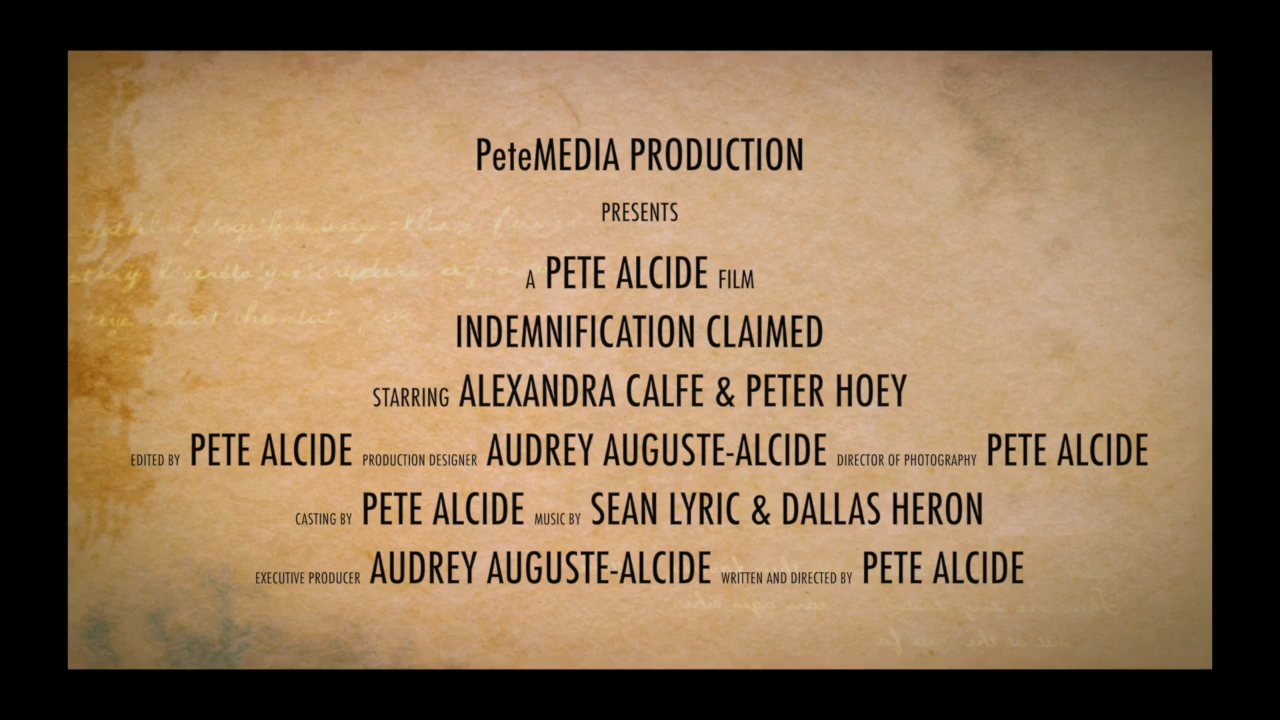 PeteMEDIA PRODUCTION
PRESENTS
A PETE ALCIDE FILM
INDEMNIFICATION CLAIMED
STARRING ALEXANDRA CALFE & PETER HOEY
EDITED BY PETE ALCIDE PRODUCTION DESIGNER AUDREY AUGUSTE-ALCIDE DIRECTOR OF PHOTOGRAPHY PETE ALCIDE
CASTING BY PETE ALCIDE MUSIC BY SEAN LYRIC & DALLAS HERON
EXECUTIVE PRODUCER AUDREY AUGUSTE-ALCIDE WRITTEN AND DIRECTED BY PETE ALCIDE